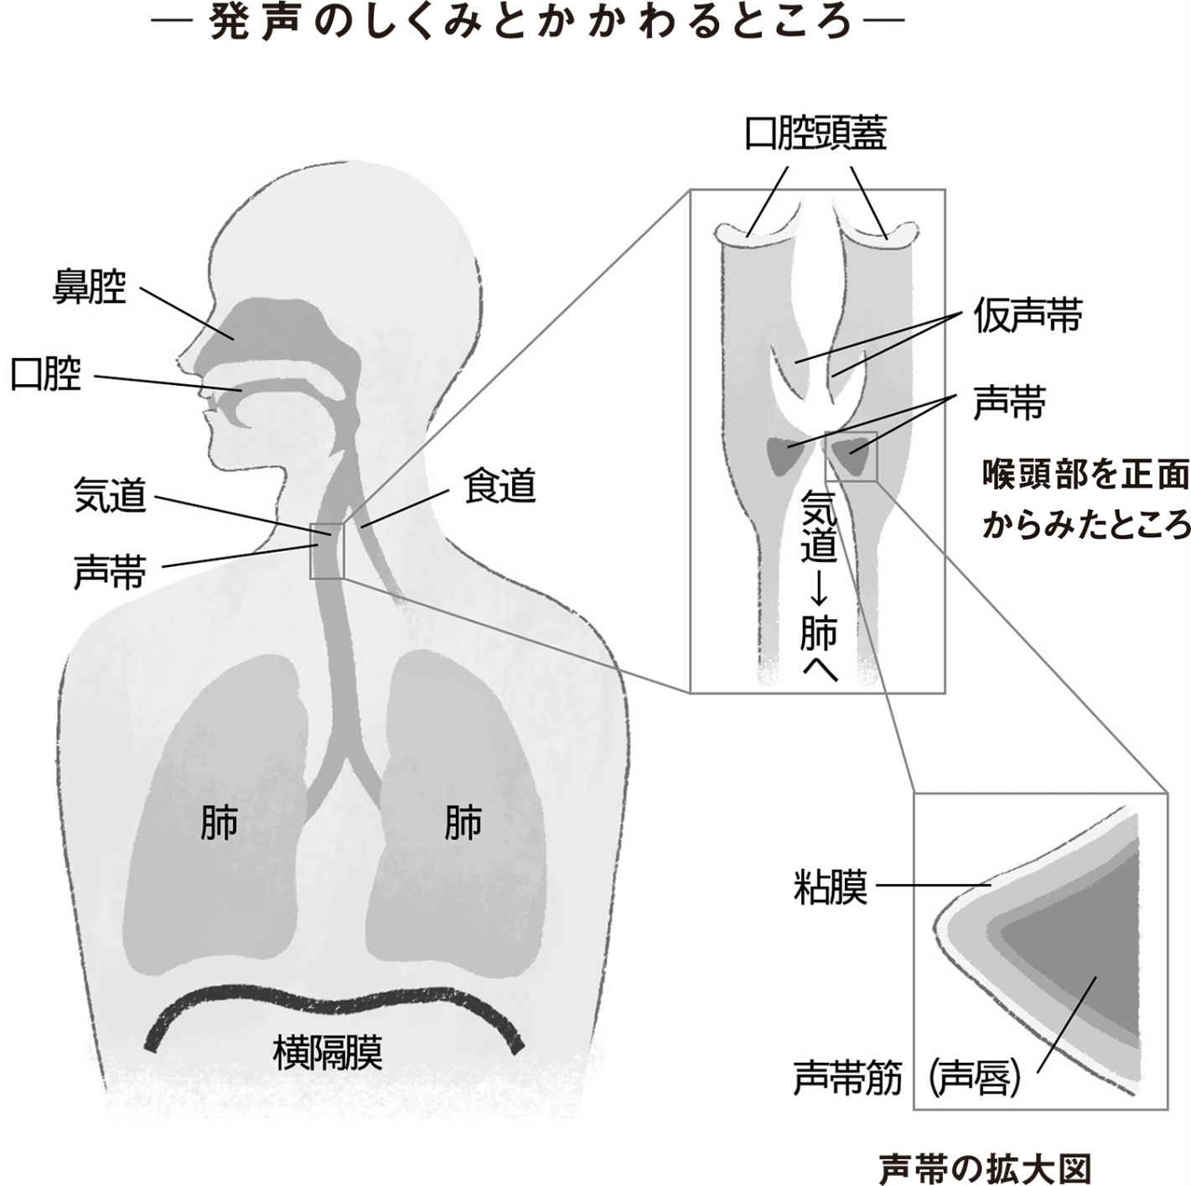 ― 発声のしくみとかかわるところ ―
口腔頭蓋
鼻腔
仮声帯
口腔
声帯
喉頭部を正面
からみたところ
気道
食道
声帯
気道→肺へ
肺
肺
粘膜
横隔膜
声帯筋 (声唇)
声帯の拡大図